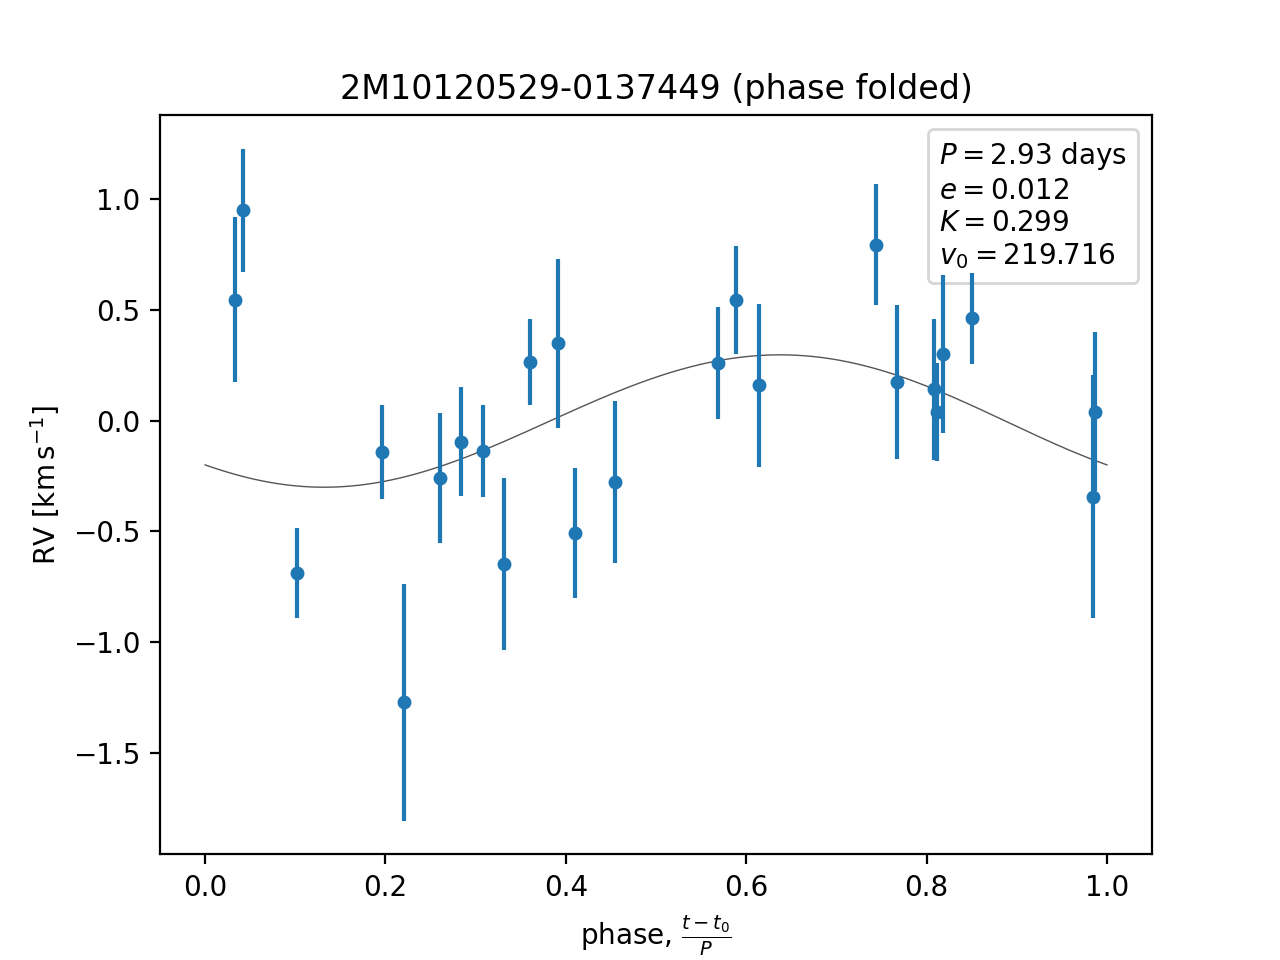 2M10120529-0137449 (phase folded)
P = 2.93 days
e = 0.012
K = 0.299
v₀ = 219.716
1.0
0.5
0.0
−0.5
−1.0
−1.5
RV [km s⁻¹]
0.0 0.2 0.4 0.6 0.8 1.0
phase, (t − t₀)/P